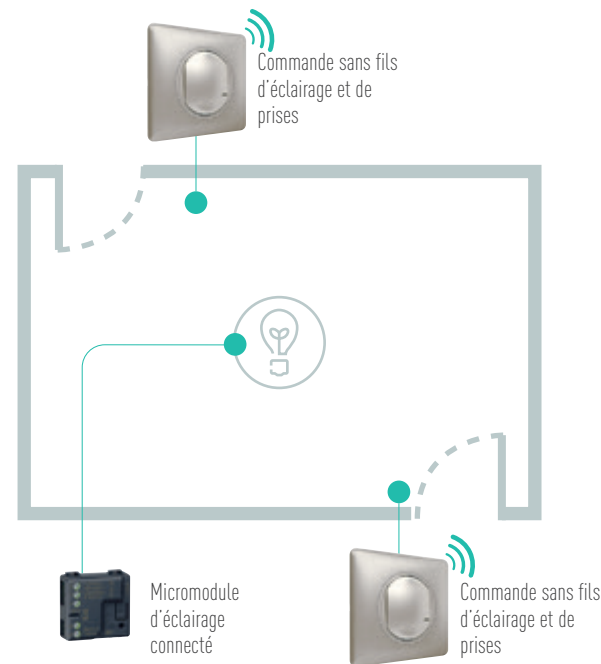 Commande sans fils
d'éclairage et de
prises
Micromodule
d'éclairage
connecté
Commande sans fils
d'éclairage et de
prises